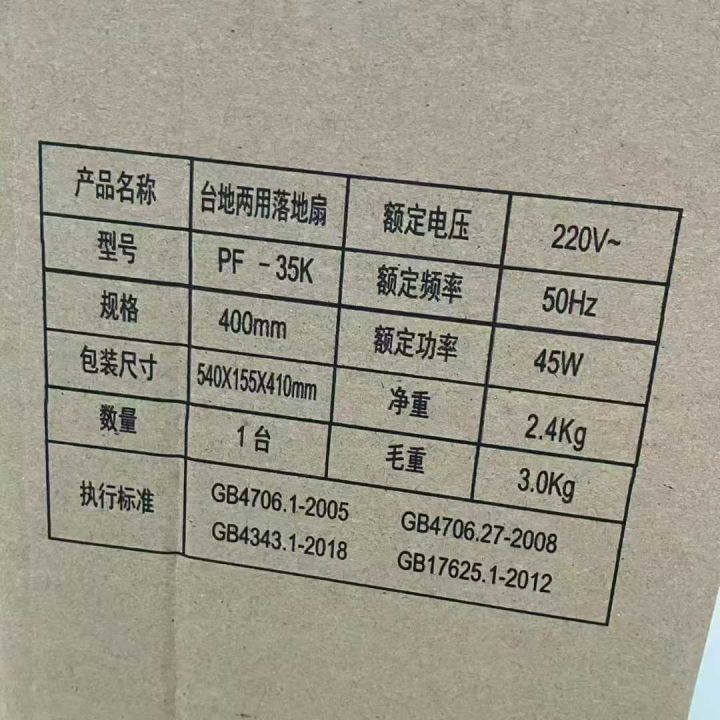 产品名称 台地两用落地扇 额定电压 220V~
型号 PF -35K 额定频率 50Hz
规格 400mm 额定功率 45W
包装尺寸 540X155X410mm 净重 2.4Kg
数量 1台 毛重 3.0Kg
执行标准 GB4706.1-2005 GB4706.27-2008
GB4343.1-2018 GB17625.1-2012